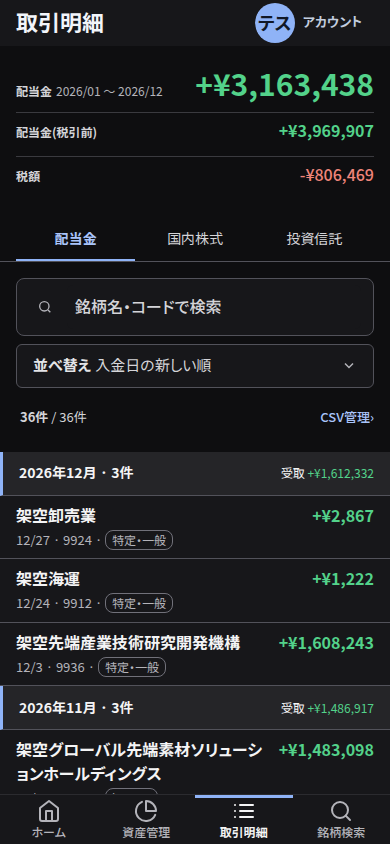 取引明細
テス アカウント
配当金 2026/01 〜 2026/12 +¥3,163,438
配当金(税引前) +¥3,969,907
税額 -¥806,469
配当金 国内株式 投資信託
銘柄名・コードで検索
並べ替え 入金日の新しい順
36件 / 36件 CSV管理›
2026年12月・3件 受取 +¥1,612,332
架空卸売業 +¥2,867
12/27・9924・特定・一般
架空海運 +¥1,222
12/24・9912・特定・一般
架空先端産業技術研究開発機構 +¥1,608,243
12/3・9936・特定・一般
2026年11月・3件 受取 +¥1,486,917
架空グローバル先端素材ソリューシ +¥1,483,098
ョンホールディングス
ホーム 資産管理 取引明細 銘柄検索